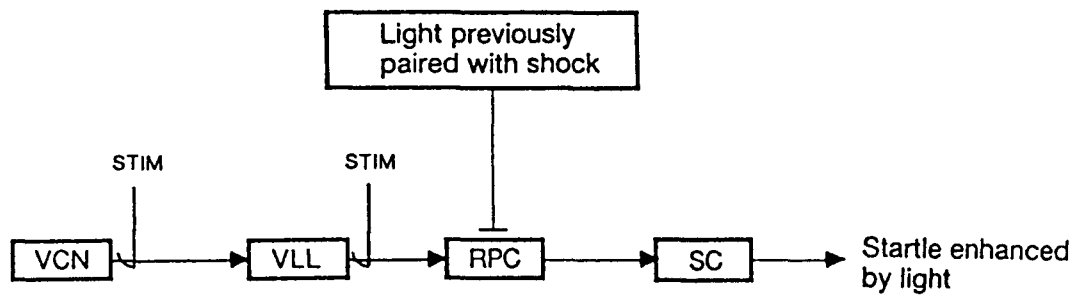 Light previously
paired with shock
STIM
STIM
VCN
VLL
RPC
SC
Startle enhanced
by light